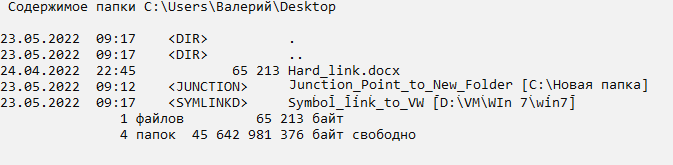 Содержимое папки C:\Users\Валерий\Desktop
23.05.2022 09:17 <DIR> .
23.05.2022 09:17 <DIR> ..
24.04.2022 22:45 65 213 Hard_link.docx
23.05.2022 09:12 <JUNCTION> Junction_Point_to_New_Folder [C:\Новая папка]
23.05.2022 09:17 <SYMLINKD> Symbol_link_to_VW [D:\VM\WIn 7\win7]
1 файлов 65 213 байт
4 папок 45 642 981 376 байт свободно